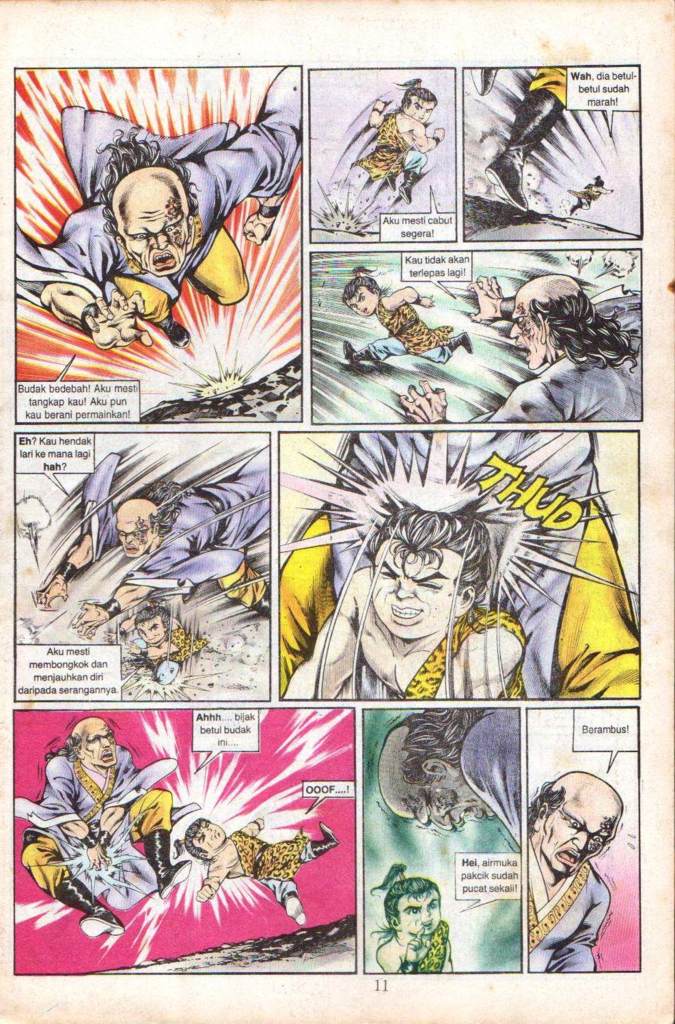 Budak bedebah! Aku mesti
tangkap kau! Aku pun
kau berani permainkan!
Aku mesti cabut
segera!
Wah, dia betul-
betul sudah
marah!
Kau tidak akan
terlepas lagi!
Eh? Kau hendak
lari ke mana lagi
hah?
Aku mesti
membongkok dan
menjauhkan diri
daripada serangannya.
THUD
Ahhh.... bijak
betul budak
ini....
OOOF....!
Hei, airmuka
pakcik sudah
pucat sekali!
Berambus!
11